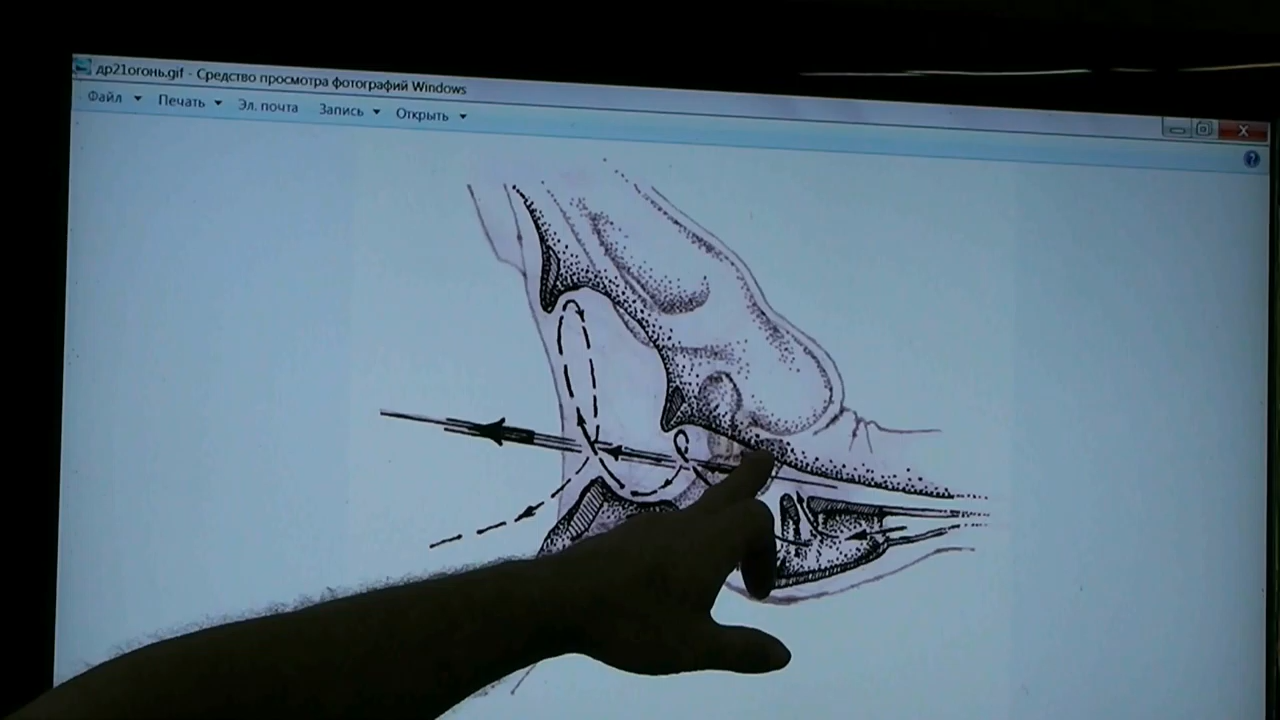 др21огонь.gif - Средство просмотра фотографий Windows
Файл Печать Эл. почта Запись Открыть